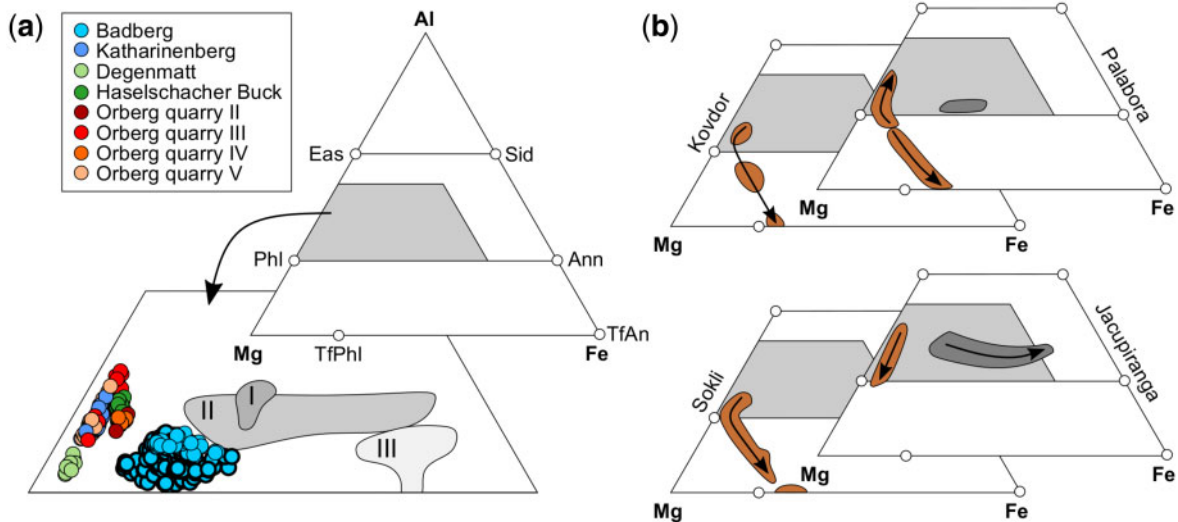 (a)
Badberg
Katharinenberg
Degenmatt
Haselschacher Buck
Orberg quarry II
Orberg quarry III
Orberg quarry IV
Orberg quarry V
Al
Eas
Sid
Phl
Ann
Mg
TfPhl
Fe
TfAn
I
II
III
(b)
Kovdor
Palabora
Mg
Fe
Mg
Fe
Sokli
Jacupiranga
Mg
Fe
Mg
Fe